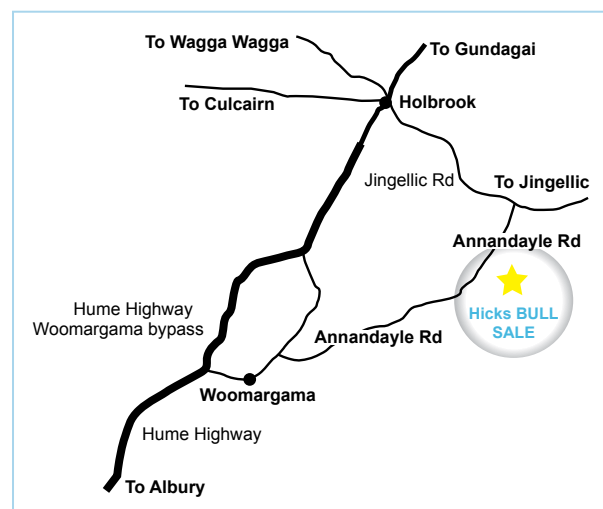 To Wagga Wagga
To Gundagai
To Culcairn
Holbrook
Jingellic Rd
To Jingellic
Annandayle Rd
Hicks BULL
SALE
Hume Highway
Woomargama bypass
Annandayle Rd
Woomargama
Hume Highway
To Albury